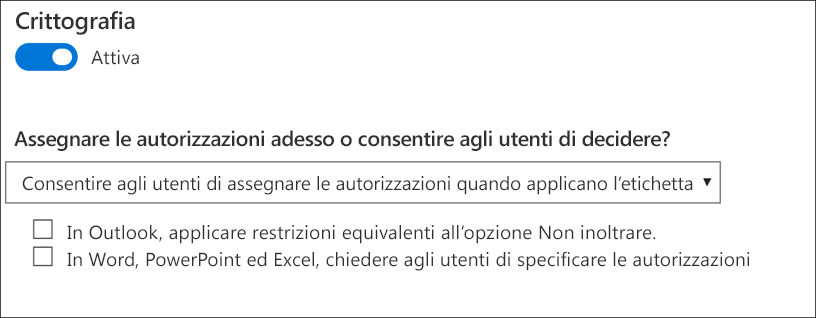 Crittografia
Attiva
Assegnare le autorizzazioni adesso o consentire agli utenti di decidere?
Consentire agli utenti di assegnare le autorizzazioni quando applicano l'etichetta
In Outlook, applicare restrizioni equivalenti all'opzione Non inoltrare.
In Word, PowerPoint ed Excel, chiedere agli utenti di specificare le autorizzazioni